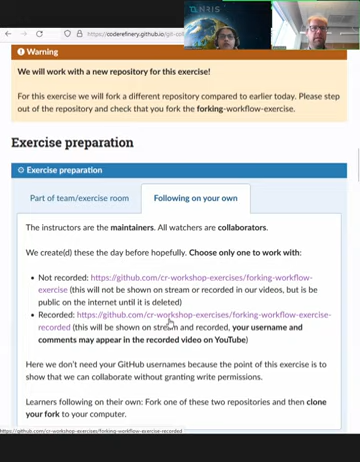 https://coderefinery.github.io/git-coll
NRIS
Warning
We will work with a new repository for this exercise!
For this exercise we will fork a different repository compared to earlier today. Please step
out of the repository and check that you fork the forking-workflow-exercise.
Exercise preparation
Exercise preparation
Part of team/exercise room
Following on your own
The instructors are the maintainers. All watchers are collaborators.
We create(d) these the day before hopefully. Choose only one to work with:
Not recorded: https://github.com/cr-workshop-exercises/forking-workflow-
exercise (this will not be shown on stream or recorded in our videos, but is
be public on the internet until it is deleted)
Recorded: https://github.com/cr-workshop-exercises/forking-workflow-exercise-
recorded (this will be shown on stream and recorded, your username and
comments may appear in the recorded video on YouTube)
Here we don't need your GitHub usernames because the point of this exercise is to
show that we can collaborate without granting write permissions.
Learners following on their own: Fork one of these two repositories and then clone
your fork to your computer.
https://github.com/cr-workshop-exercises/forking-workflow-exercise-recorded